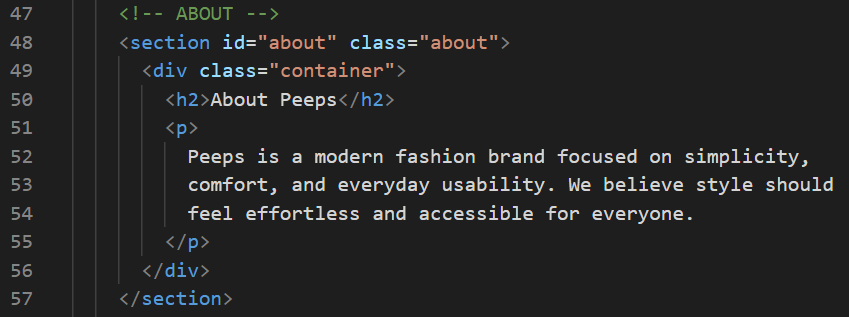 47 <!-- ABOUT -->
48 <section id="about" class="about">
49 <div class="container">
50 <h2>About Peeps</h2>
51 <p>
52 Peeps is a modern fashion brand focused on simplicity,
53 comfort, and everyday usability. We believe style should
54 feel effortless and accessible for everyone.
55 </p>
56 </div>
57 </section>